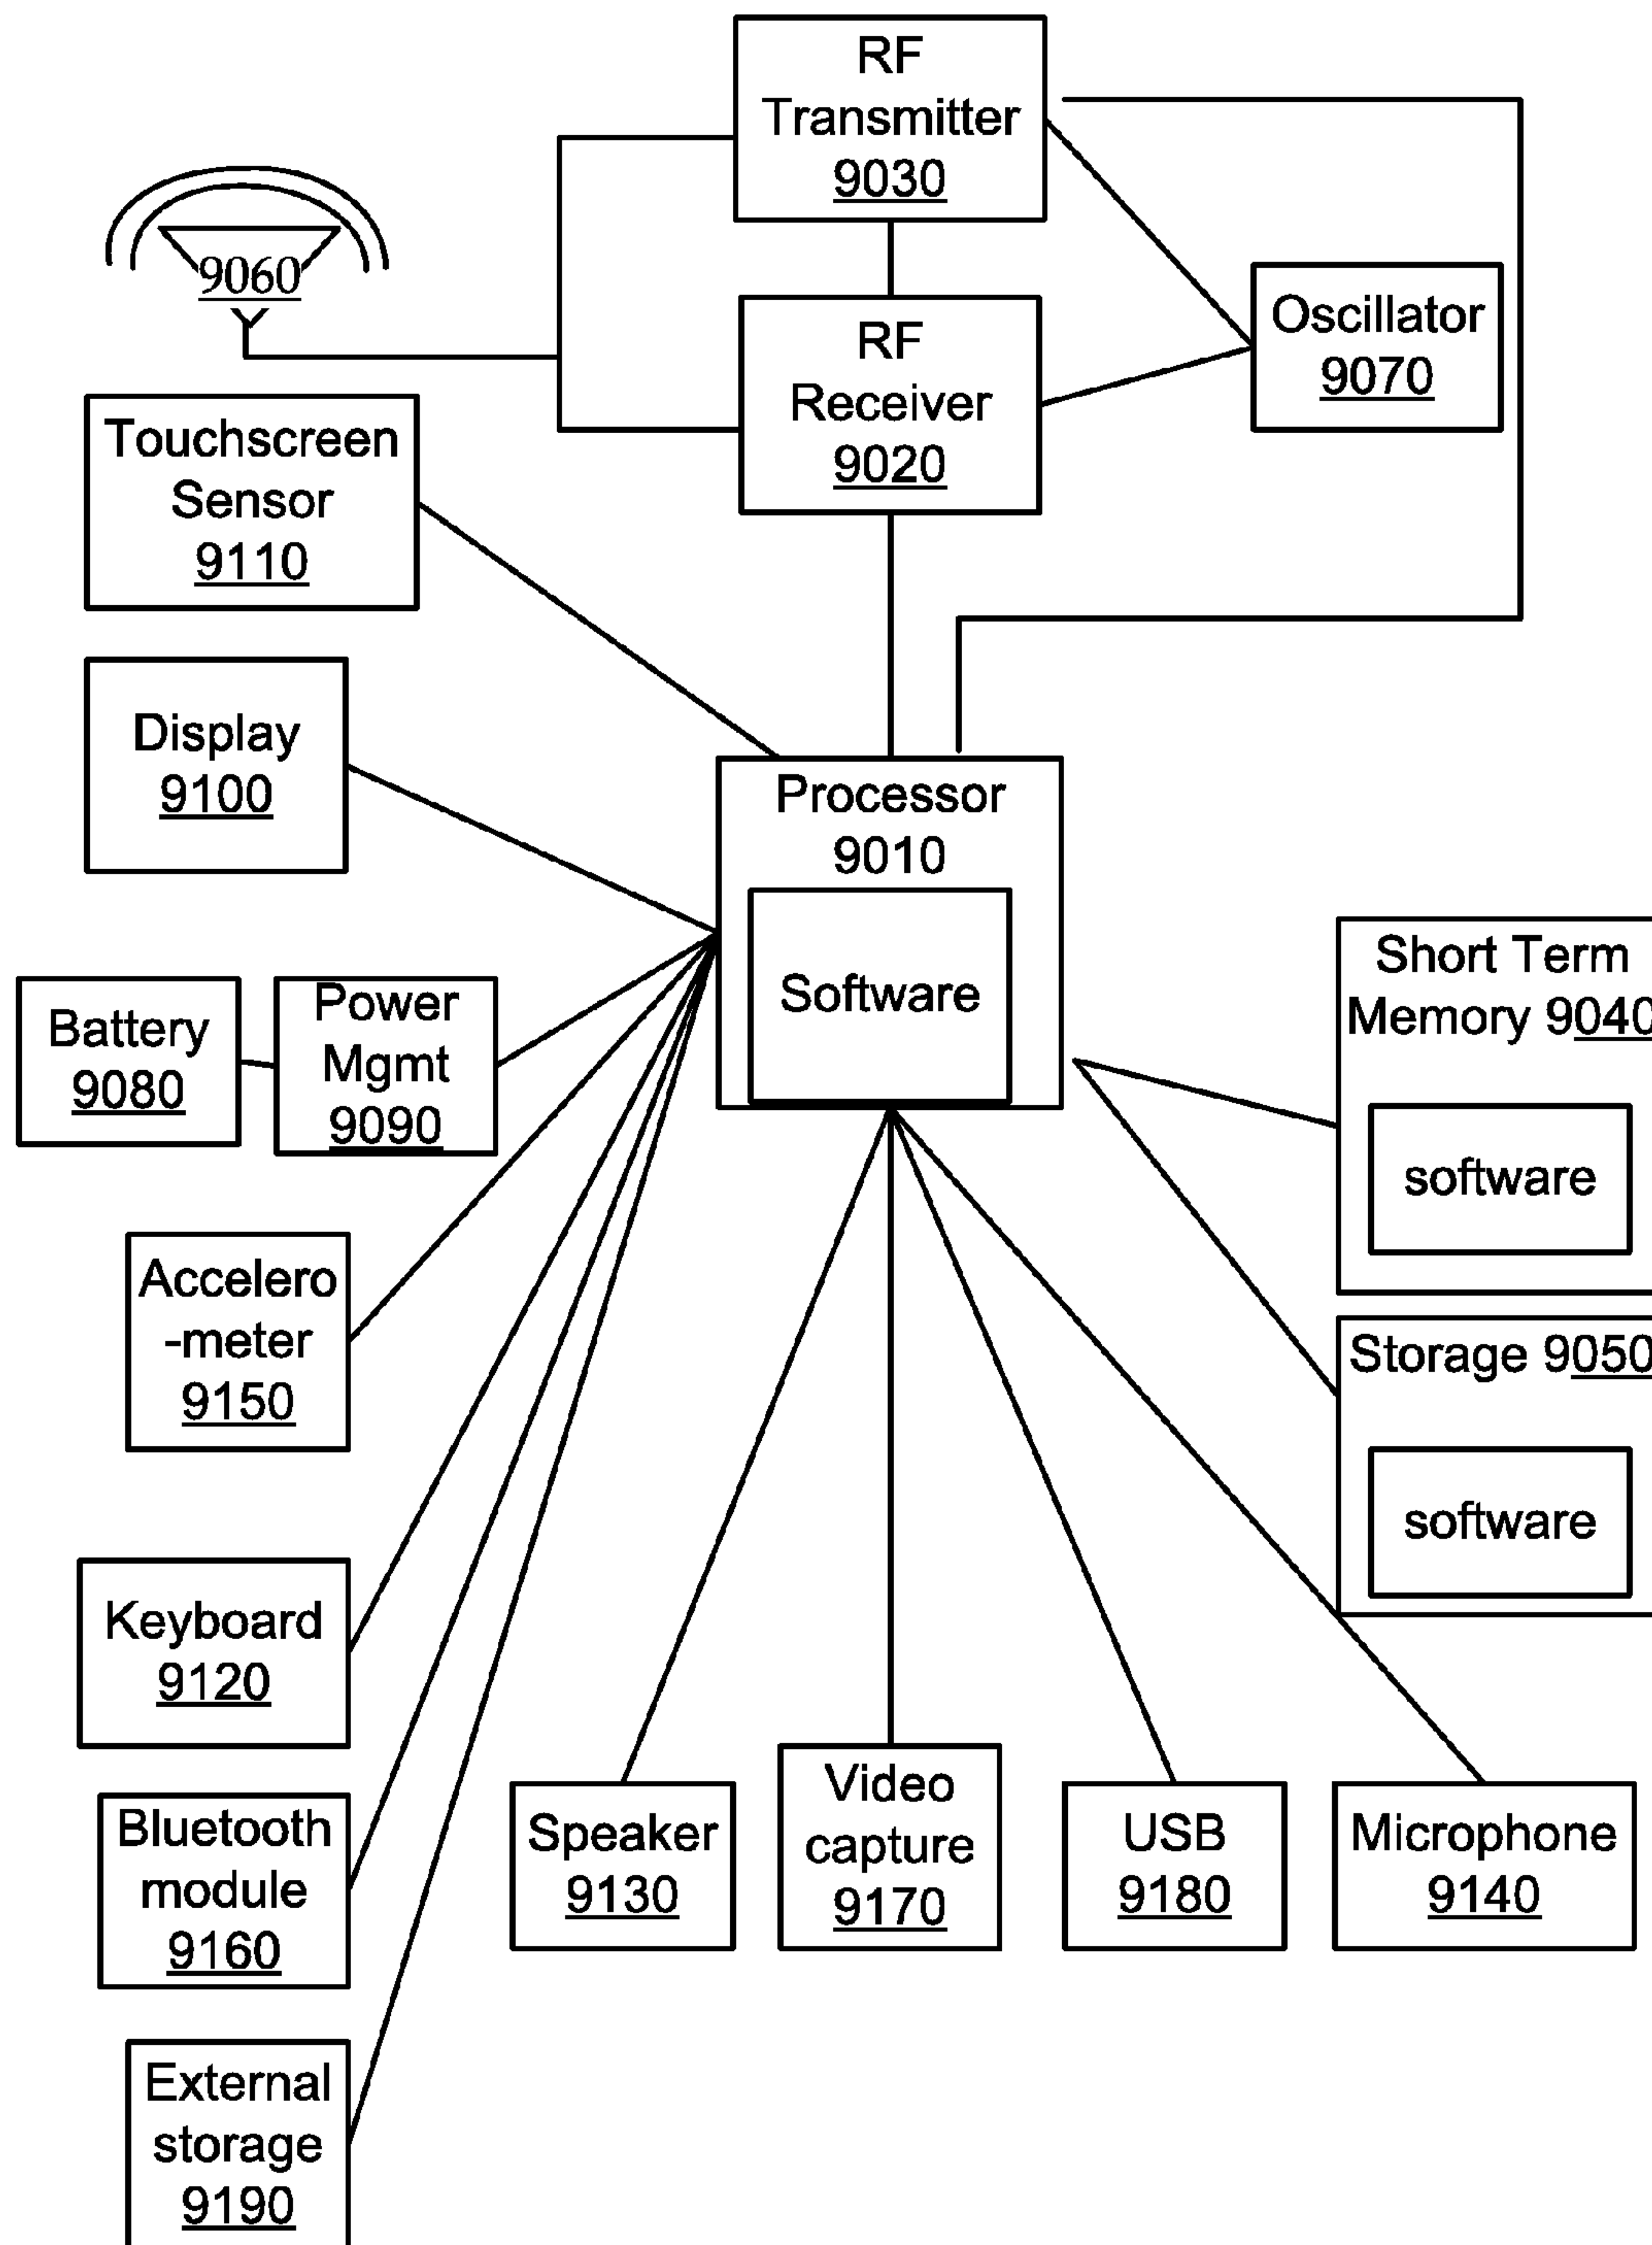 RF
Transmitter
9030
9060
RF
Receiver
9020
Oscillator
9070
Touchscreen
Sensor
9110
Display
9100
Processor
9010
Software
Short Term
Memory 9040
software
Battery
9080
Power
Mgmt
9090
Accelero
-meter
9150
Storage 9050
software
Keyboard
9120
Bluetooth
module
9160
Speaker
9130
Video
capture
9170
USB
9180
Microphone
9140
External
storage
9190